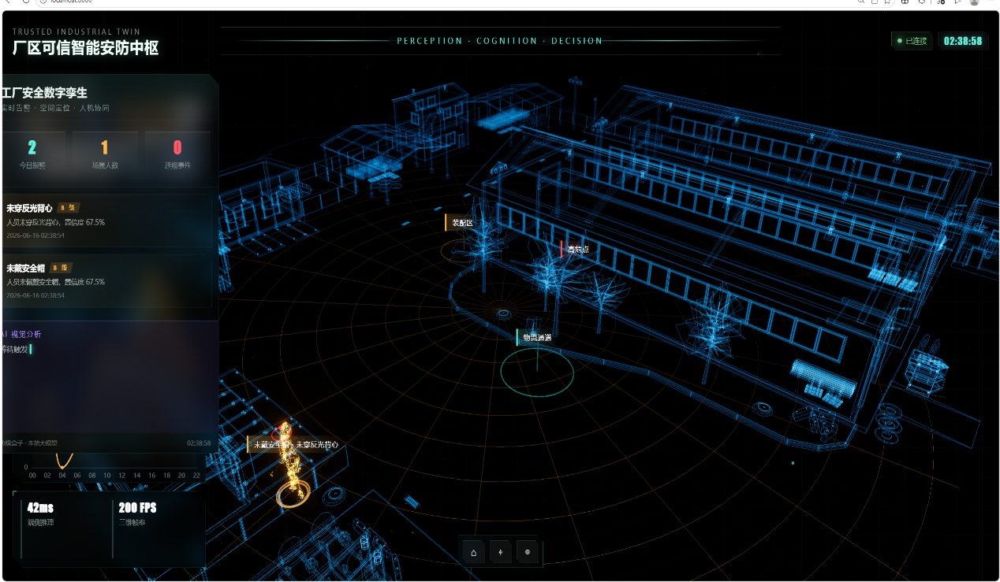 localhost:8080
TRUSTED INDUSTRIAL TWIN
厂区可信智能安防中枢
PERCEPTION · COGNITION · DECISION
已连接
02:38:58
工厂安全数字孪生
实时告警 · 空间定位 · 人机协同
2
1
0
今日报警
场景人数
违规事件
未穿反光背心
B 级
人员未穿反光背心，置信度 67.5%
2026-06-16 02:38:54
未戴安全帽
B 级
人员未佩戴安全帽，置信度 67.5%
2026-06-16 02:38:54
AI 视觉分析
等待触发
盒子 · 本地大模型
02:38:58
装配区
高危点
物流通道
未戴安全帽 · 未穿反光背心
0
00 02 04 06 08 10 12 14 16 18 20 22
42ms
端侧推理
200 FPS
三维帧率